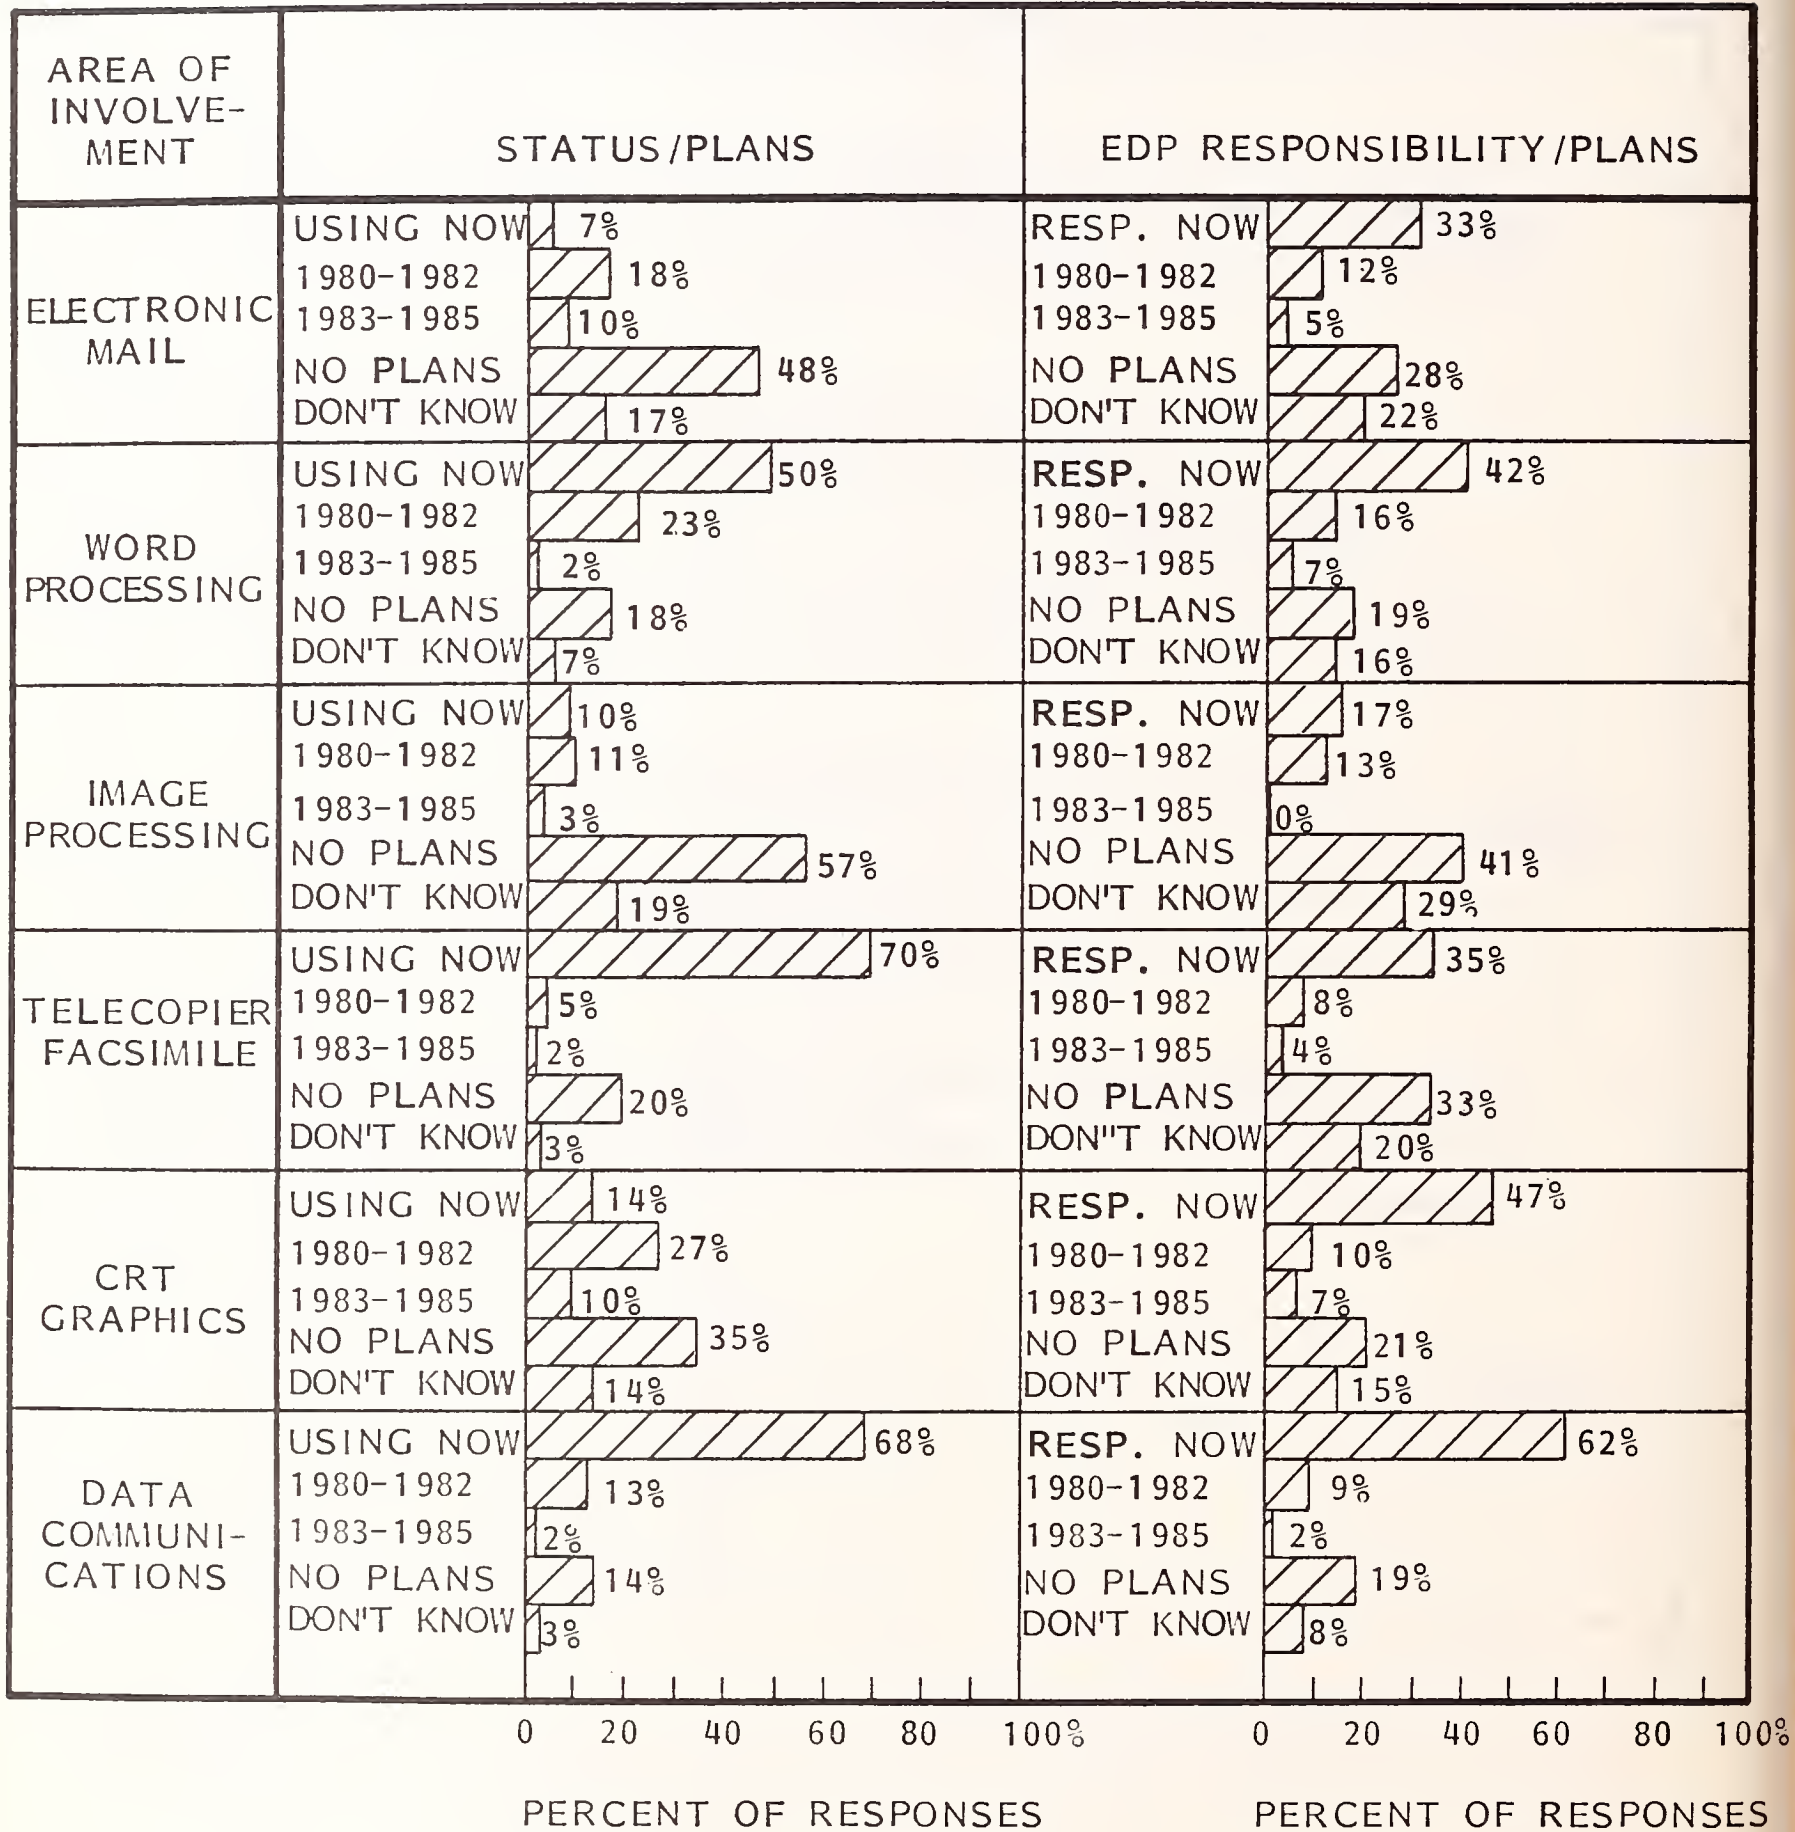 AREA OF
INVOLVE-
MENT
STATUS/PLANS
EDP RESPONSIBILITY/PLANS
ELECTRONIC
MAIL
USING NOW 7%
1980-1982 18%
1983-1985 10%
NO PLANS 48%
DON'T KNOW 17%
RESP. NOW 33%
1980-1982 12%
1983-1985 5%
NO PLANS 28%
DON'T KNOW 22%
WORD
PROCESSING
USING NOW 50%
1980-1982 23%
1983-1985 2%
NO PLANS 18%
DON'T KNOW 7%
RESP. NOW 42%
1980-1982 16%
1983-1985 7%
NO PLANS 19%
DON'T KNOW 16%
IMAGE
PROCESSING
USING NOW 10%
1980-1982 11%
1983-1985 3%
NO PLANS 57%
DON'T KNOW 19%
RESP. NOW 17%
1980-1982 13%
1983-1985 0%
NO PLANS 41%
DON'T KNOW 29%
TELECOPIER
FACSIMILE
USING NOW 70%
1980-1982 5%
1983-1985 2%
NO PLANS 20%
DON'T KNOW 3%
RESP. NOW 35%
1980-1982 8%
1983-1985 4%
NO PLANS 33%
DON"T KNOW 20%
CRT
GRAPHICS
USING NOW 14%
1980-1982 27%
1983-1985 10%
NO PLANS 35%
DON'T KNOW 14%
RESP. NOW 47%
1980-1982 10%
1983-1985 7%
NO PLANS 21%
DON'T KNOW 15%
DATA
COMMUNI-
CATIONS
USING NOW 68%
1980-1982 13%
1983-1985 2%
NO PLANS 14%
DON'T KNOW 3%
RESP. NOW 62%
1980-1982 9%
1983-1985 2%
NO PLANS 19%
DON'T KNOW 8%
0 20 40 60 80 100%
0 20 40 60 80 100%
PERCENT OF RESPONSES
PERCENT OF RESPONSES